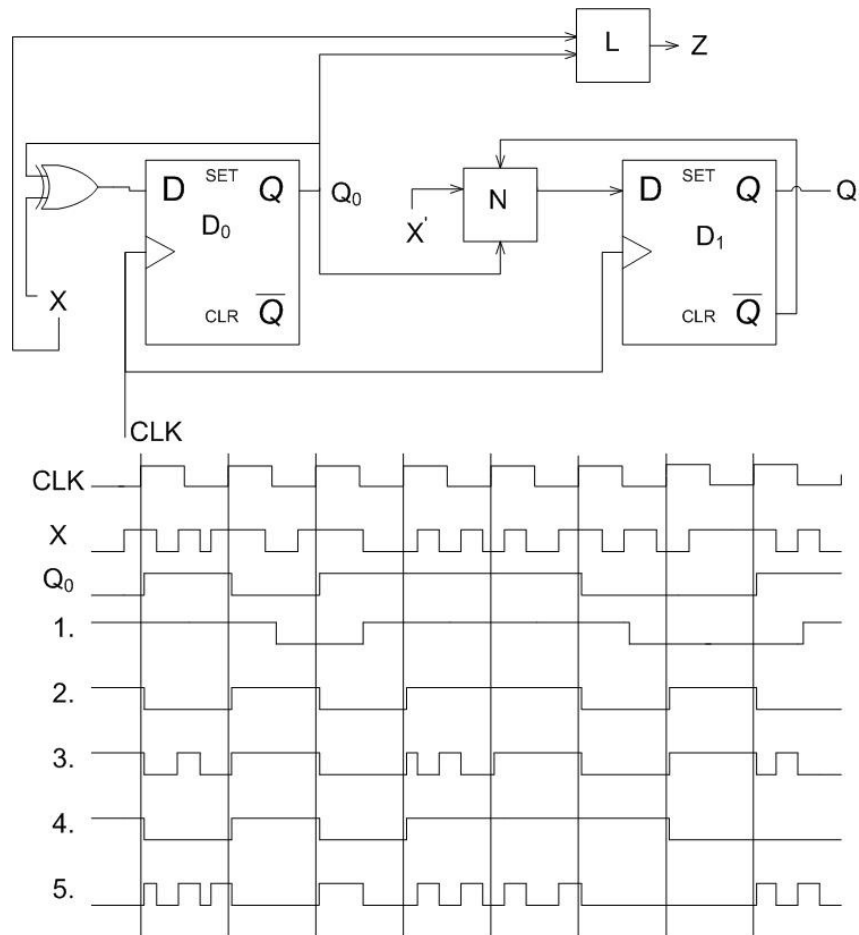 L
Z
D SET Q
Q0
X'
N
D SET Q
Q
D0
D1
X
CLR Q
CLR Q
CLK
CLK
X
Q0
1.
2.
3.
4.
5.